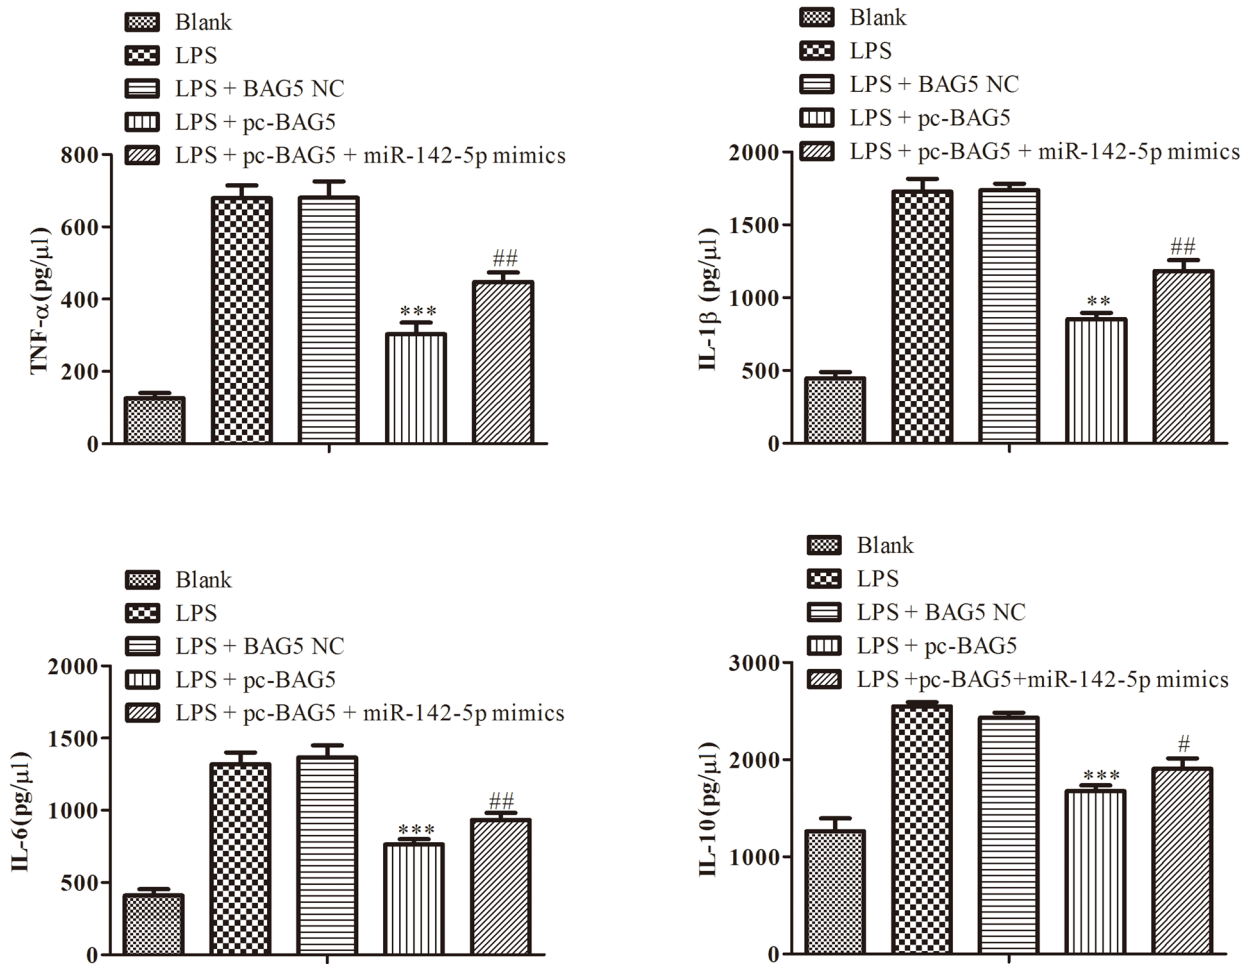 Blank
LPS
LPS + BAG5 NC
LPS + pc-BAG5
LPS + pc-BAG5 + miR-142-5p mimics
800
600
400
200
0
TNF-α(pg/μl)
***
##
Blank
LPS
LPS + BAG5 NC
LPS + pc-BAG5
LPS + pc-BAG5 + miR-142-5p mimics
2000
1500
1000
500
0
IL-1β (pg/μl)
**
##
Blank
LPS
LPS + BAG5 NC
LPS + pc-BAG5
LPS + pc-BAG5 + miR-142-5p mimics
2000
1500
1000
500
0
IL-6(pg/μl)
***
##
Blank
LPS
LPS + BAG5 NC
LPS + pc-BAG5
LPS +pc-BAG5+miR-142-5p mimics
3000
2000
1000
0
IL-10(pg/μl)
***
#